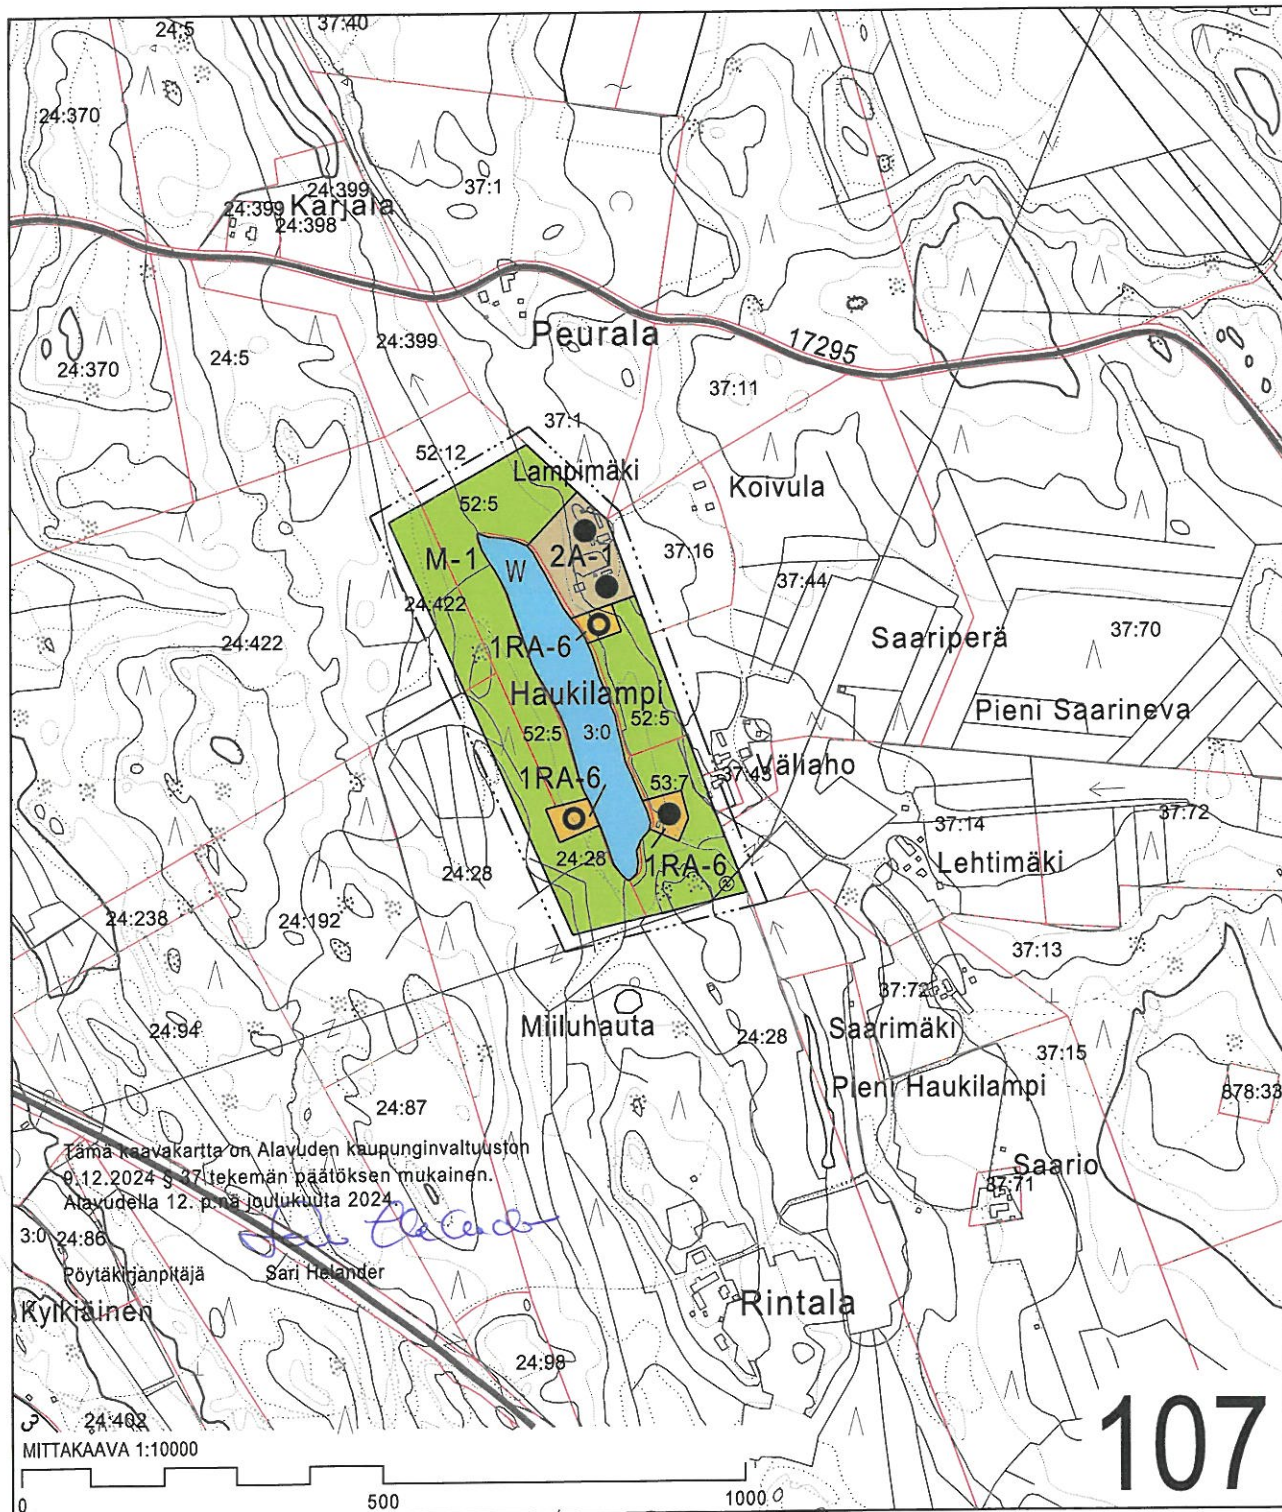 24:5
37:40
24:370
37:1
24:399
24:399
Karjala
24:398
Peurala
17295
24:399
24:5
24:370
37:11
37:1
52:12
Lampimäki
Koivula
52:5
M-1
W
2A-1
37:16
37:44
24:422
24:422
1RA-6
Saariperä
37:70
Haukilampi
Pieni Saarineva
52:5
52:5
3:0
Väliaho
37:43
1RA-6
53:7
37:72
37:14
24:28
24:28
1RA-6
Lehtimäki
24:238
24:192
37:13
37:72
24:94
Miiluhauta
24:28
Saarimäki
37:15
Pieni Haukilampi
878:33
24:87
Tämä kaavakartta on Alavuden kaupunginvaltuuston
9.12.2024 § 37 tekemän päätöksen mukainen.
Alavudella 12. p:nä joulukuuta 2024
Saario
37:71
3:0
24:86
Pöytäkirjanpitäjä Sari Helander
Kylkiäinen
Rintala
24:98
24:402
MITTAKAAVA 1:10000
0 500 1000
107